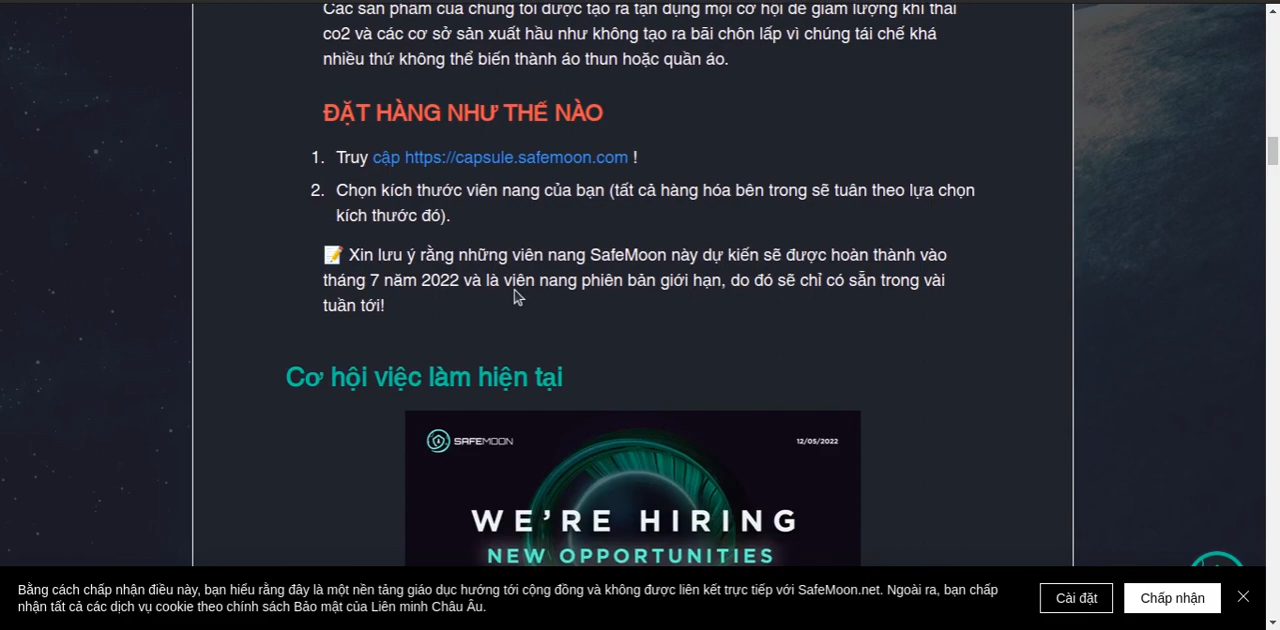 Các sản phẩm của chúng tôi được tạo ra tận dụng mọi cơ hội để giảm lượng khí thải
co2 và các cơ sở sản xuất hầu như không tạo ra bãi chôn lấp vì chúng tái chế khá
nhiều thứ không thể biến thành áo thun hoặc quần áo.
ĐẶT HÀNG NHƯ THẾ NÀO
1. Truy cập https://capsule.safemoon.com !
2. Chọn kích thước viên nang của bạn (tất cả hàng hóa bên trong sẽ tuân theo lựa chọn
kích thước đó).
📝 Xin lưu ý rằng những viên nang SafeMoon này dự kiến sẽ được hoàn thành vào
tháng 7 năm 2022 và là viên nang phiên bản giới hạn, do đó sẽ chỉ có sẵn trong vài
tuần tới!
Cơ hội việc làm hiện tại
SAFEMOON 12/05/2022
WE'RE HIRING
NEW OPPORTUNITIES
Bằng cách chấp nhận điều này, bạn hiểu rằng đây là một nền tảng giáo dục hướng tới cộng đồng và không được liên kết trực tiếp với SafeMoon.net. Ngoài ra, bạn chấp
nhận tất cả các dịch vụ cookie theo chính sách Bảo mật của Liên minh Châu Âu.
Cài đặt
Chấp nhận